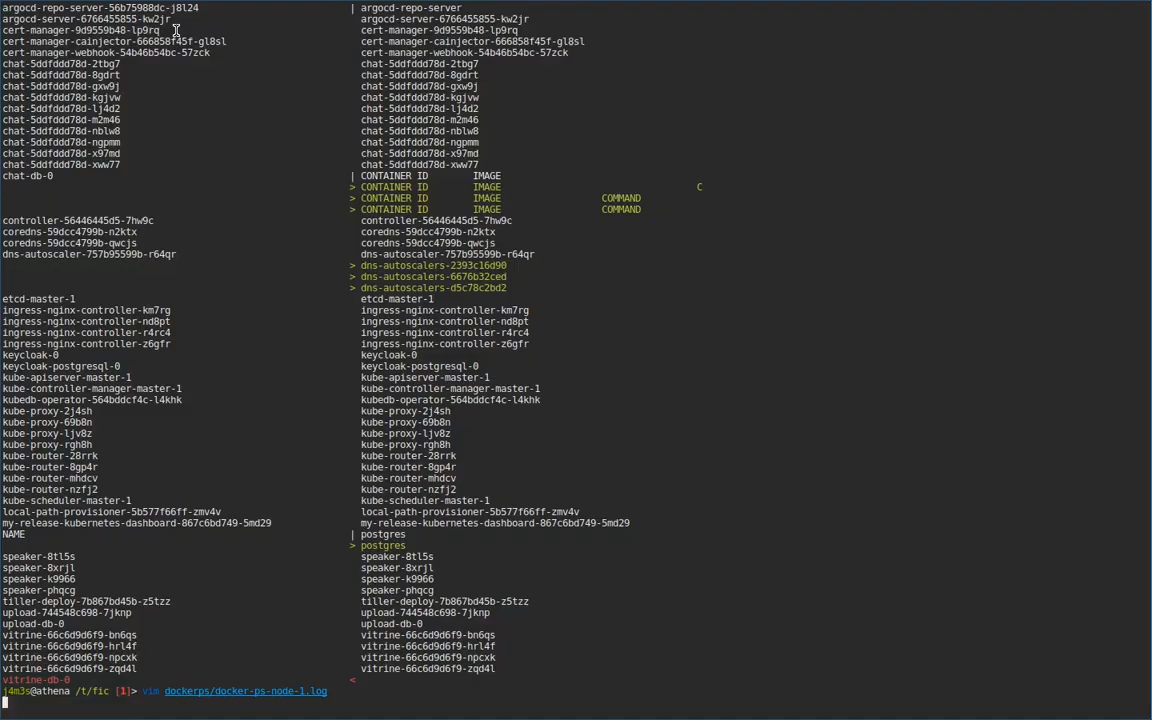 argocd-repo-server-56b75988dc-j8l24 | argocd-repo-server
argocd-server-6766455855-kw2jr argocd-server-6766455855-kw2jr
cert-manager-9d9559b48-lp9rq cert-manager-9d9559b48-lp9rq
cert-manager-cainjector-666858f45f-gl8sl cert-manager-cainjector-666858f45f-gl8sl
cert-manager-webhook-54b46b54bc-57zck cert-manager-webhook-54b46b54bc-57zck
chat-5ddfddd78d-2tbg7 chat-5ddfddd78d-2tbg7
chat-5ddfddd78d-8gdrt chat-5ddfddd78d-8gdrt
chat-5ddfddd78d-gxw9j chat-5ddfddd78d-gxw9j
chat-5ddfddd78d-kgjvw chat-5ddfddd78d-kgjvw
chat-5ddfddd78d-lj4d2 chat-5ddfddd78d-lj4d2
chat-5ddfddd78d-m2m46 chat-5ddfddd78d-m2m46
chat-5ddfddd78d-nblw8 chat-5ddfddd78d-nblw8
chat-5ddfddd78d-ngpmm chat-5ddfddd78d-ngpmm
chat-5ddfddd78d-x97md chat-5ddfddd78d-x97md
chat-5ddfddd78d-xww77 chat-5ddfddd78d-xww77
chat-db-0 | CONTAINER ID IMAGE
> CONTAINER ID IMAGE C
> CONTAINER ID IMAGE COMMAND
> CONTAINER ID IMAGE COMMAND
controller-56446445d5-7hw9c controller-56446445d5-7hw9c
coredns-59dcc4799b-n2ktx coredns-59dcc4799b-n2ktx
coredns-59dcc4799b-qwcjs coredns-59dcc4799b-qwcjs
dns-autoscaler-757b95599b-r64qr dns-autoscaler-757b95599b-r64qr
> dns-autoscalers-2393c16d90
> dns-autoscalers-6676b32ced
> dns-autoscalers-d5c78c2bd2
etcd-master-1 etcd-master-1
ingress-nginx-controller-km7rg ingress-nginx-controller-km7rg
ingress-nginx-controller-nd8pt ingress-nginx-controller-nd8pt
ingress-nginx-controller-r4rc4 ingress-nginx-controller-r4rc4
ingress-nginx-controller-z6gfr ingress-nginx-controller-z6gfr
keycloak-0 keycloak-0
keycloak-postgresql-0 keycloak-postgresql-0
kube-apiserver-master-1 kube-apiserver-master-1
kube-controller-manager-master-1 kube-controller-manager-master-1
kubedb-operator-564bddcf4c-l4khk kubedb-operator-564bddcf4c-l4khk
kube-proxy-2j4sh kube-proxy-2j4sh
kube-proxy-69b8n kube-proxy-69b8n
kube-proxy-ljv8z kube-proxy-ljv8z
kube-proxy-rgh8h kube-proxy-rgh8h
kube-router-28rrk kube-router-28rrk
kube-router-8gp4r kube-router-8gp4r
kube-router-mhdcv kube-router-mhdcv
kube-router-nzfj2 kube-router-nzfj2
kube-scheduler-master-1 kube-scheduler-master-1
local-path-provisioner-5b577f66ff-zmv4v local-path-provisioner-5b577f66ff-zmv4v
my-release-kubernetes-dashboard-867c6bd749-5md29 my-release-kubernetes-dashboard-867c6bd749-5md29
NAME | postgres
> postgres
speaker-8tl5s speaker-8tl5s
speaker-8xrjl speaker-8xrjl
speaker-k9966 speaker-k9966
speaker-phqcg speaker-phqcg
tiller-deploy-7b867bd45b-z5tzz tiller-deploy-7b867bd45b-z5tzz
upload-744548c698-7jknp upload-744548c698-7jknp
upload-db-0 upload-db-0
vitrine-66c6d9d6f9-bn6qs vitrine-66c6d9d6f9-bn6qs
vitrine-66c6d9d6f9-hrl4f vitrine-66c6d9d6f9-hrl4f
vitrine-66c6d9d6f9-npcxk vitrine-66c6d9d6f9-npcxk
vitrine-66c6d9d6f9-zqd4l vitrine-66c6d9d6f9-zqd4l
vitrine-db-0 <
j4m3s@athena /t/fic [1]> vim dockerps/docker-ps-node-1.log